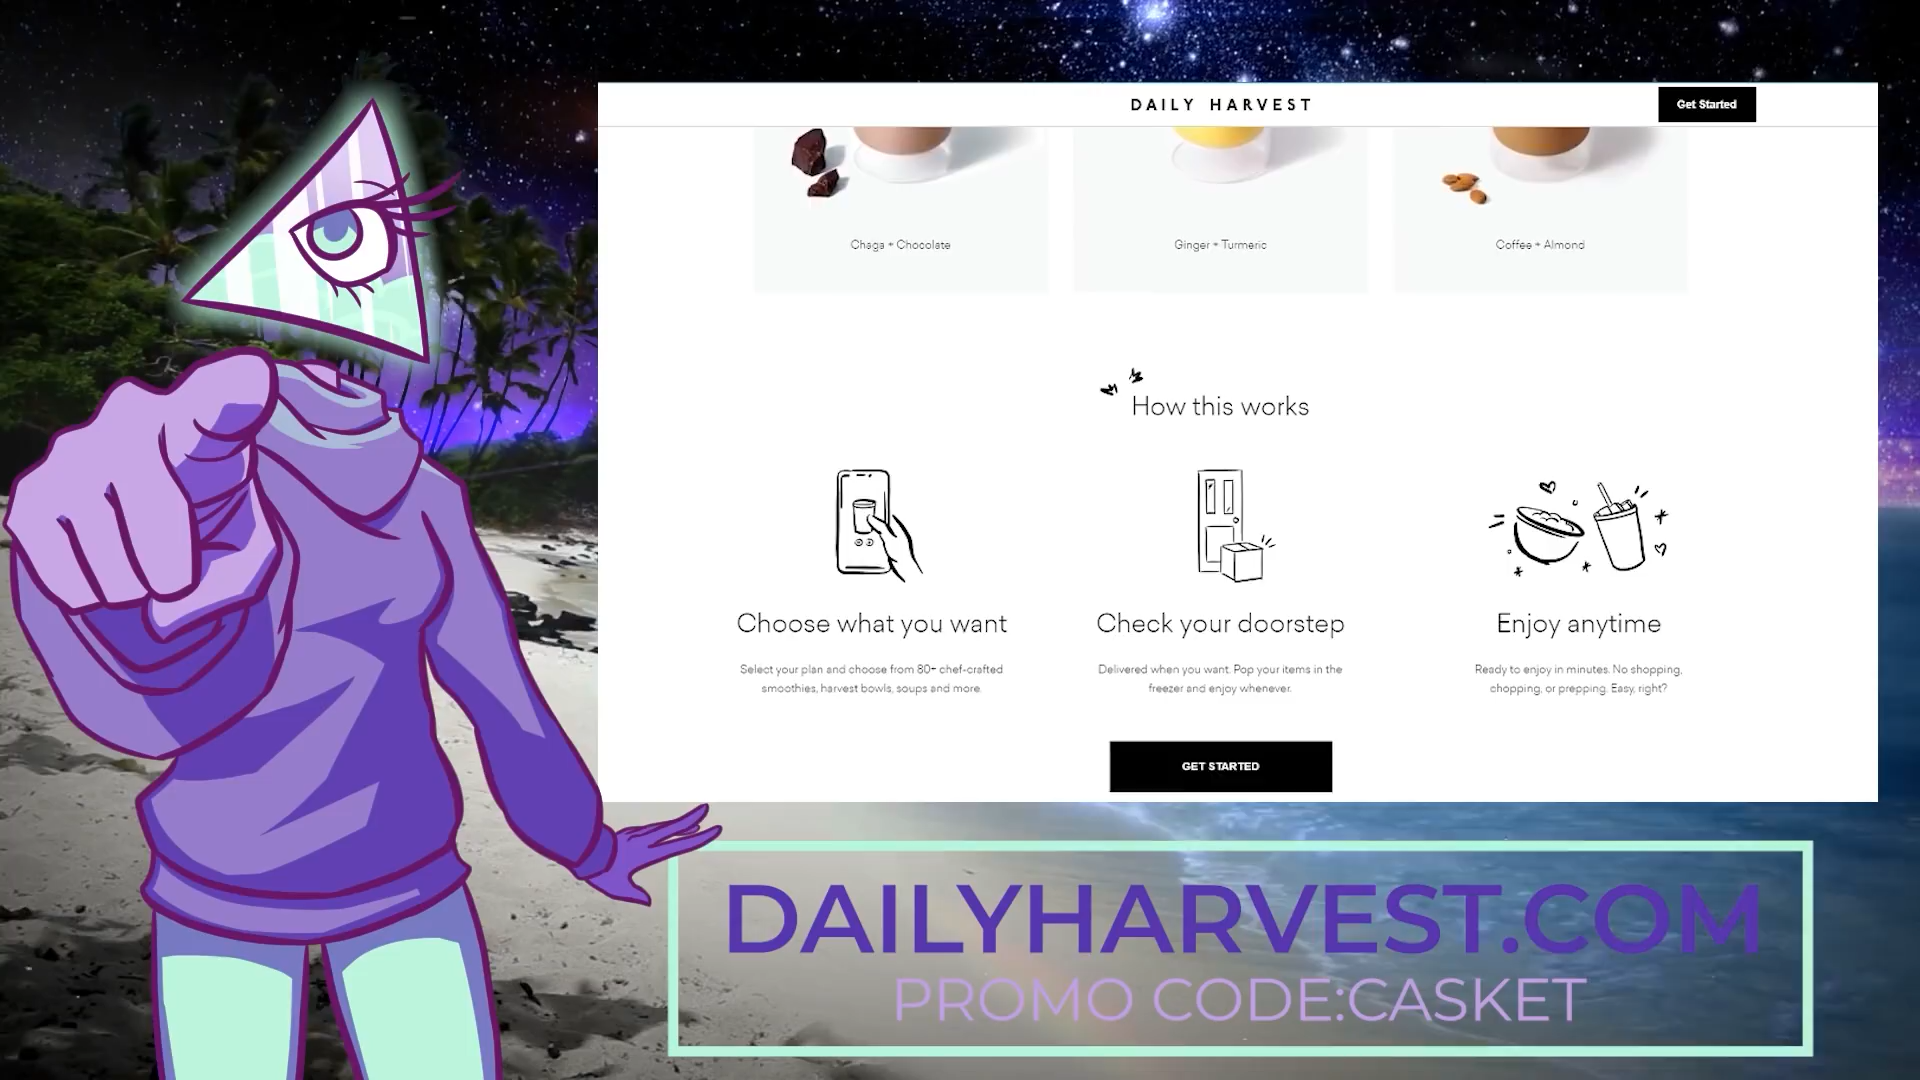 DAILY HARVEST
Get Started
Chaga + Chocolate
Ginger + Turmeric
Coffee + Almond
How this works
Choose what you want
Select your plan and choose from 80+ chef-crafted
smoothies, harvest bowls, soups and more.
Check your doorstep
Delivered when you want. Pop your items in the
freezer and enjoy whenever.
Enjoy anytime
Ready to enjoy in minutes. No shopping,
chopping, or prepping. Easy, right?
GET STARTED
DAILYHARVEST.COM
PROMO CODE:CASKET